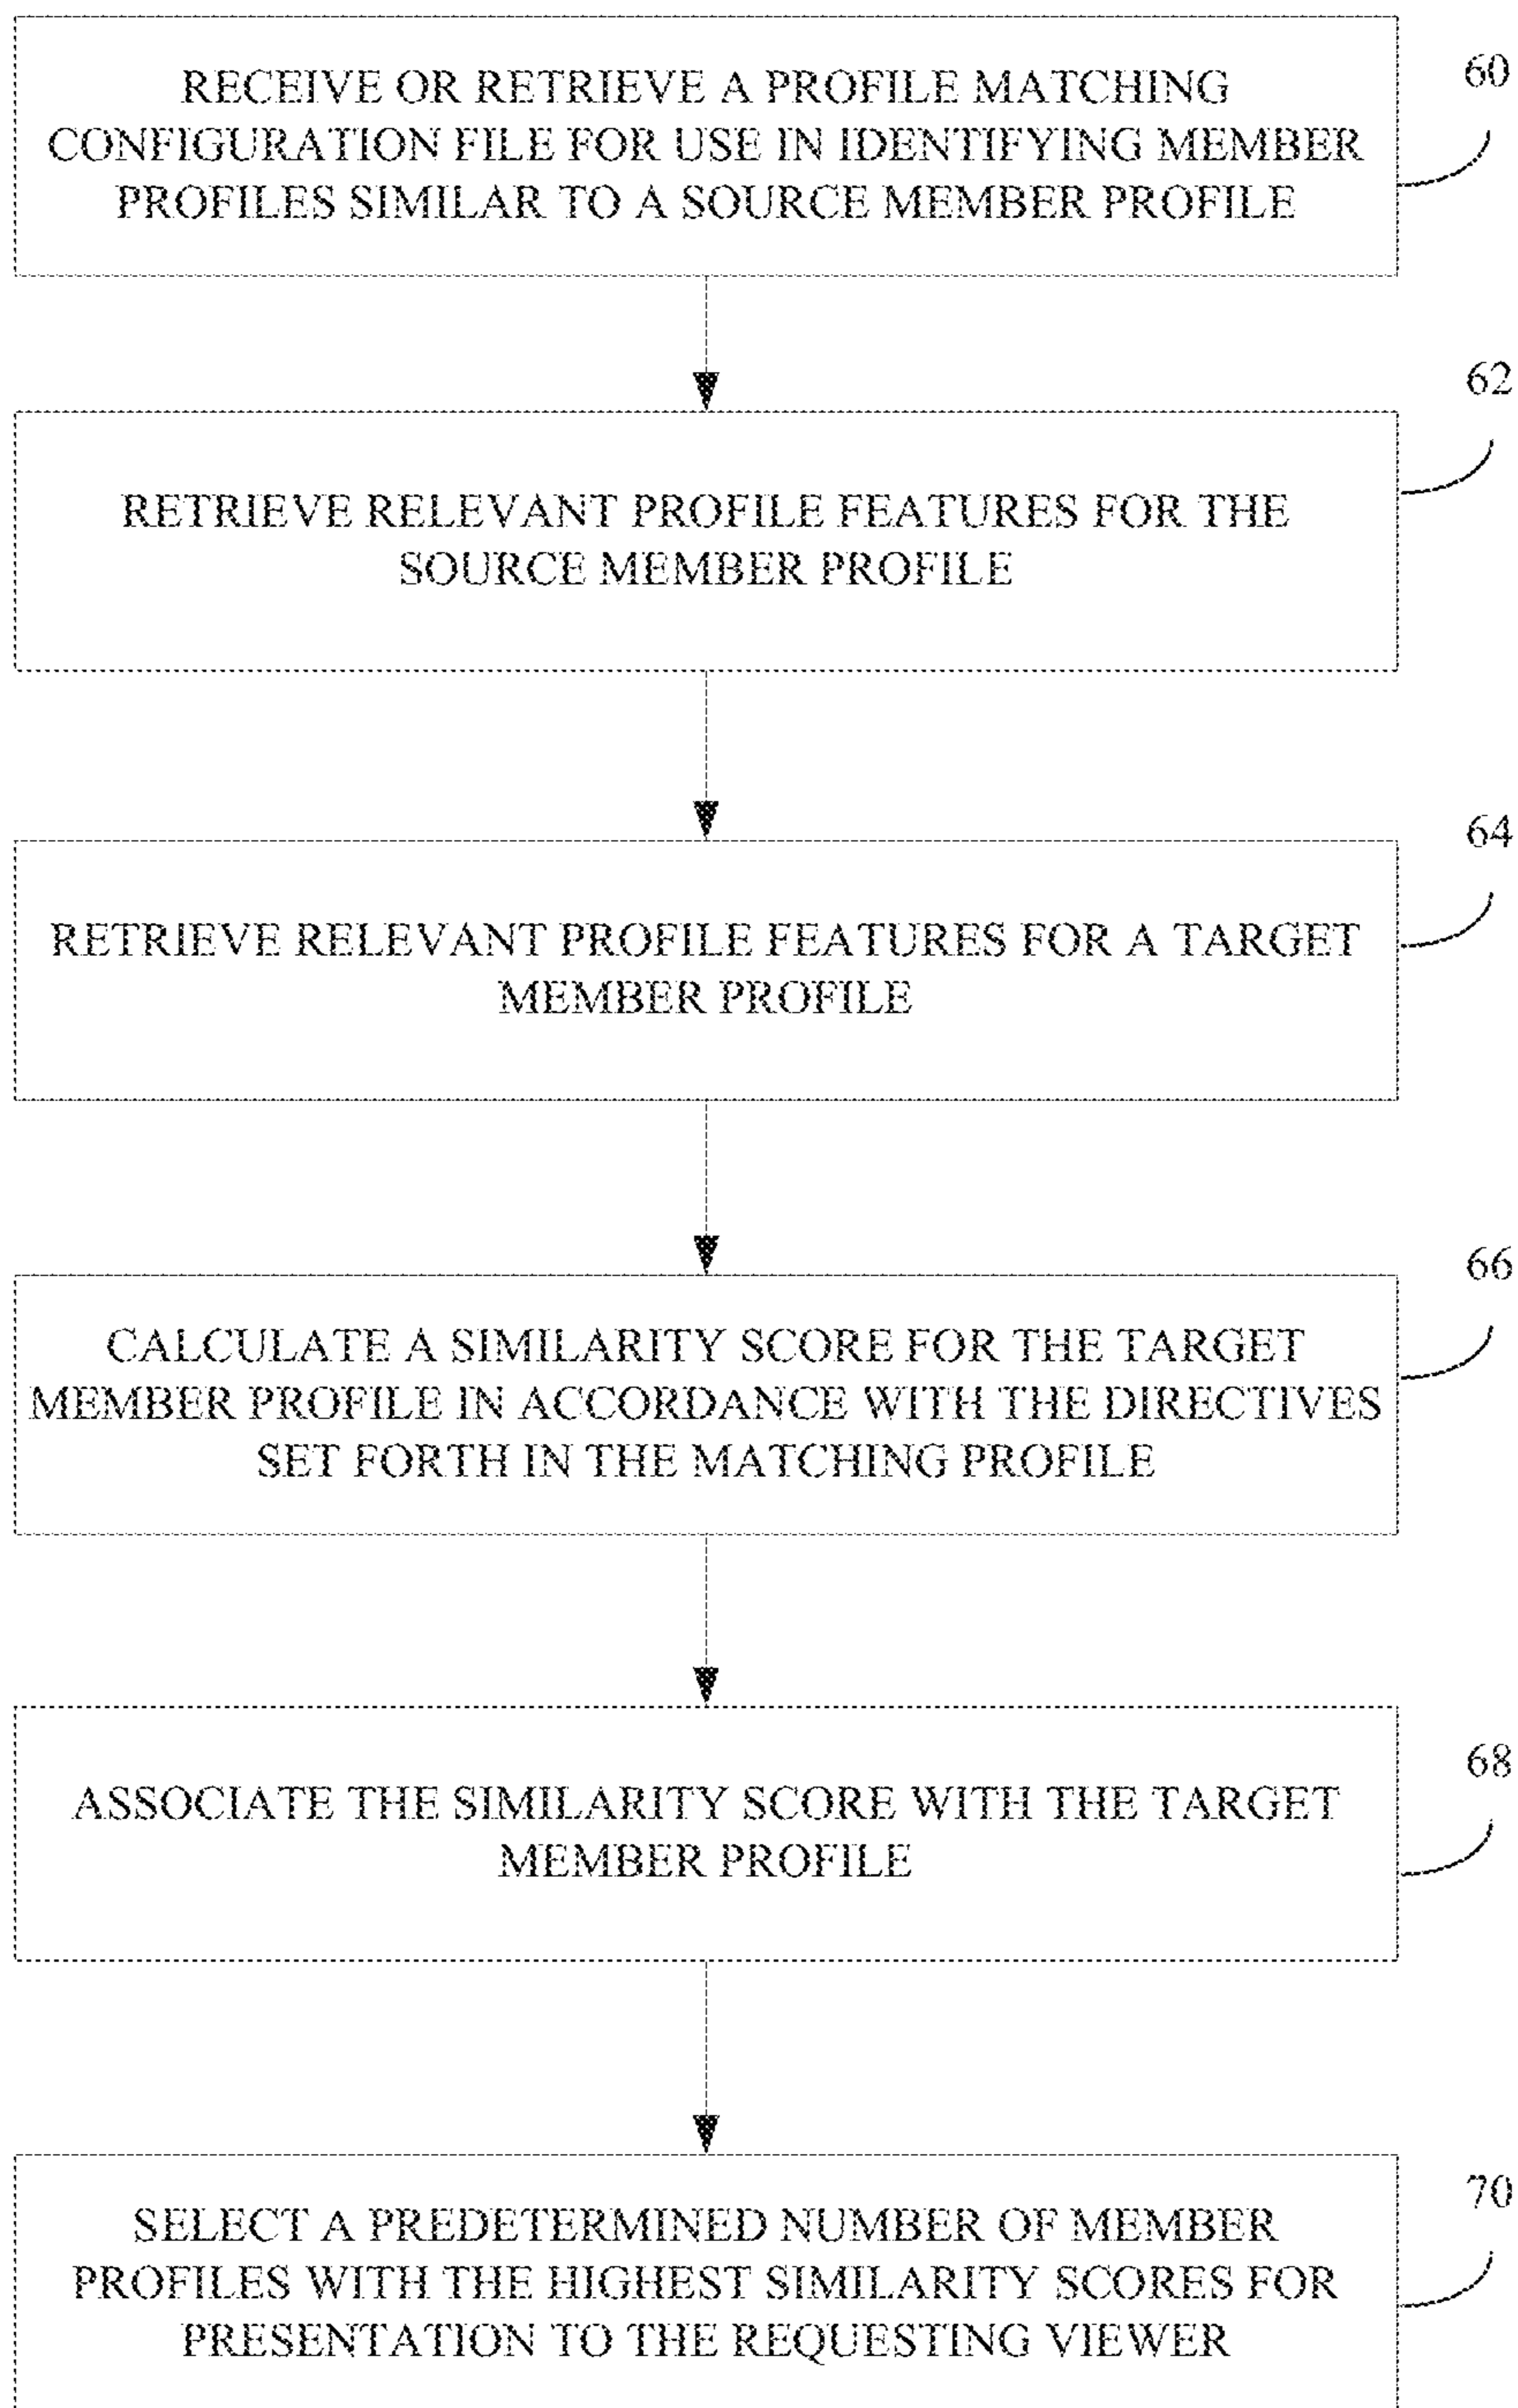 RECEIVE OR RETRIEVE A PROFILE MATCHING
CONFIGURATION FILE FOR USE IN IDENTIFYING MEMBER
PROFILES SIMILAR TO A SOURCE MEMBER PROFILE
60
RETRIEVE RELEVANT PROFILE FEATURES FOR THE
SOURCE MEMBER PROFILE
62
RETRIEVE RELEVANT PROFILE FEATURES FOR A TARGET
MEMBER PROFILE
64
CALCULATE A SIMILARITY SCORE FOR THE TARGET
MEMBER PROFILE IN ACCORDANCE WITH THE DIRECTIVES
SET FORTH IN THE MATCHING PROFILE
66
ASSOCIATE THE SIMILARITY SCORE WITH THE TARGET
MEMBER PROFILE
68
SELECT A PREDETERMINED NUMBER OF MEMBER
PROFILES WITH THE HIGHEST SIMILARITY SCORES FOR
PRESENTATION TO THE REQUESTING VIEWER
70